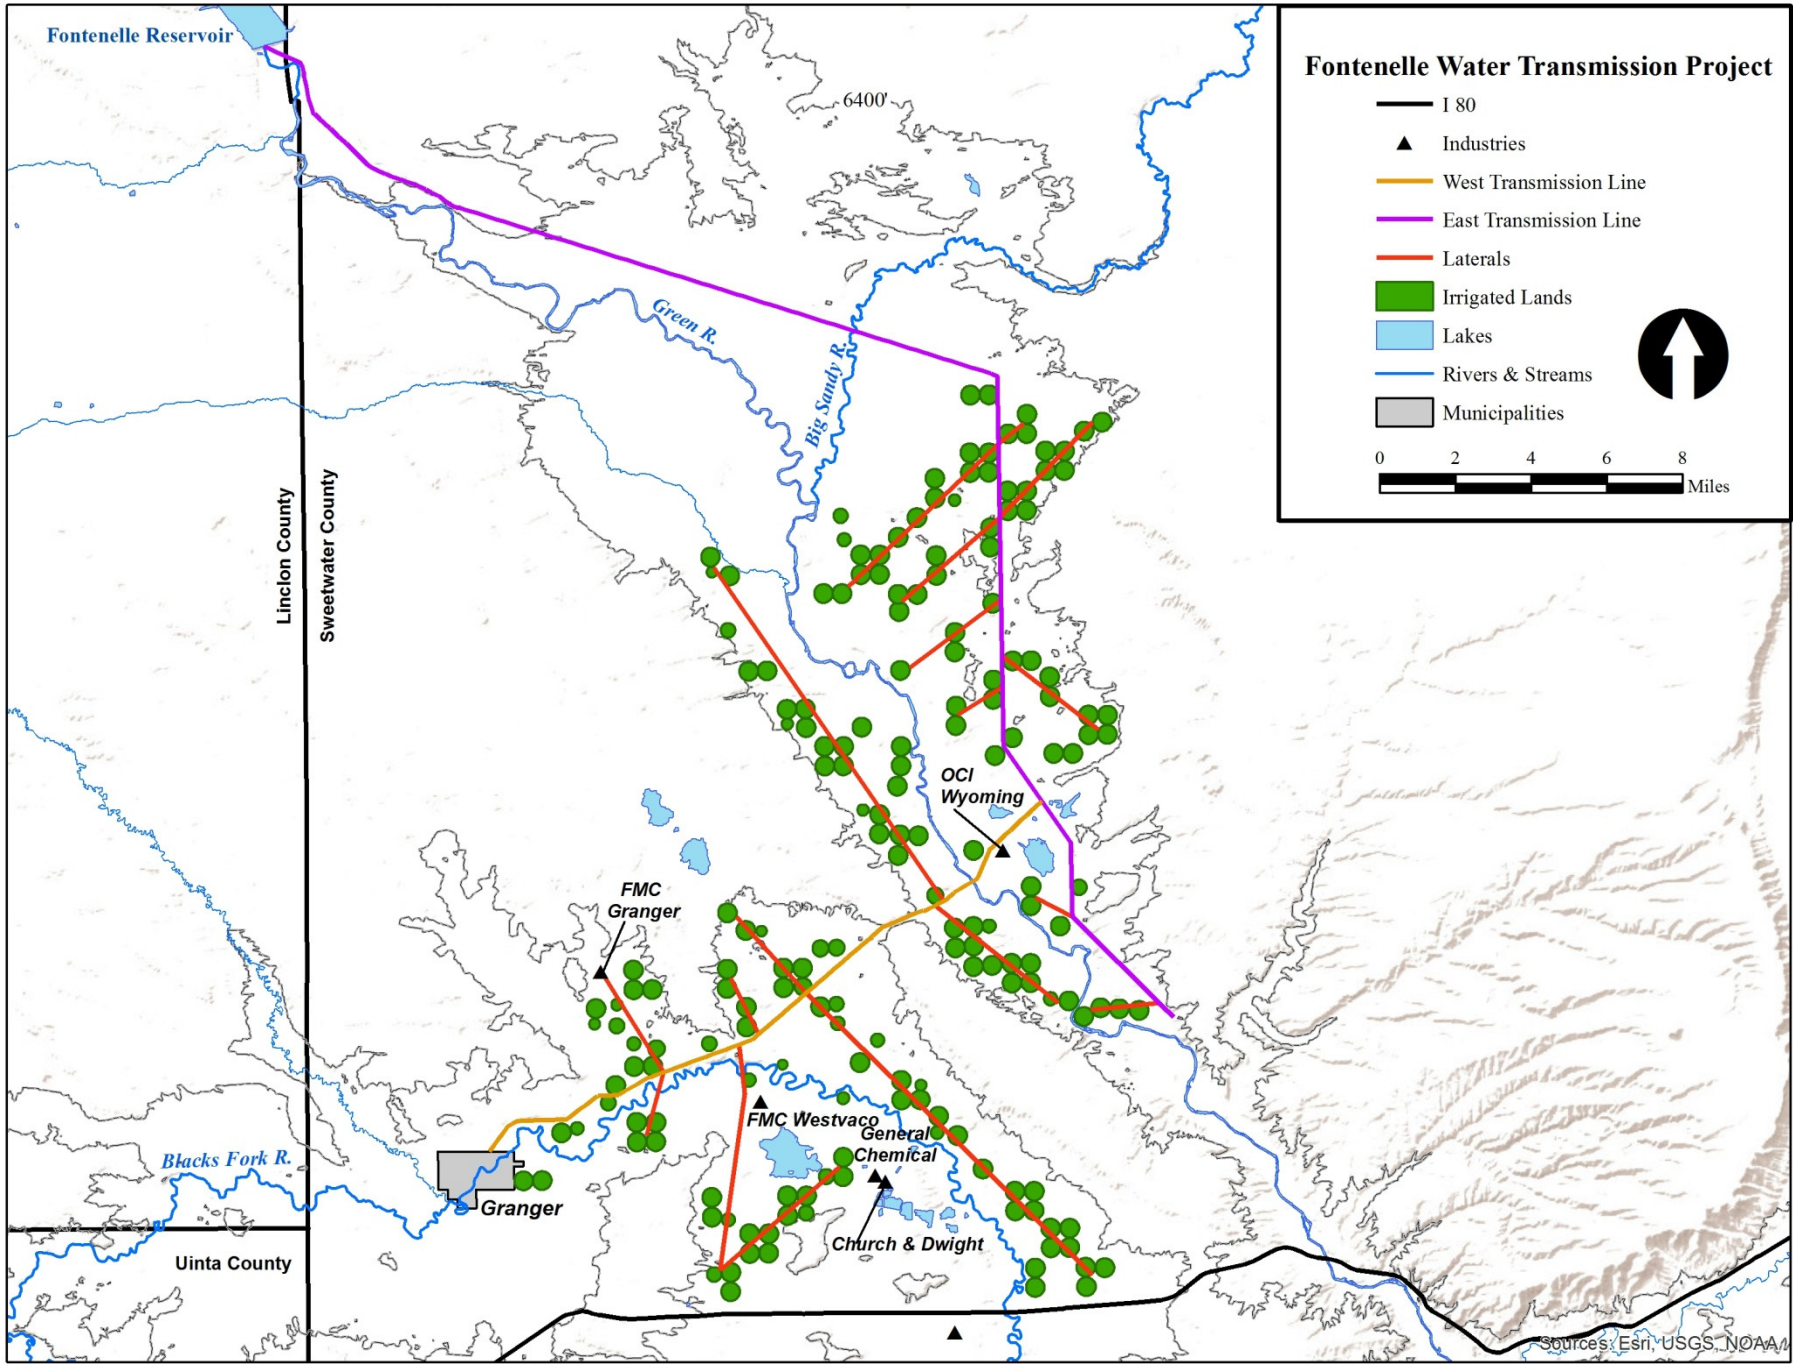 Fontenelle Reservoir
6400'
Green R.
Big Sandy R.
Linclon County
Sweetwater County
OCI
Wyoming
FMC
Granger
FMC Westvaco
General
Chemical
Blacks Fork R.
Granger
Church & Dwight
Uinta County
Fontenelle Water Transmission Project
I 80
Industries
West Transmission Line
East Transmission Line
Laterals
Irrigated Lands
Lakes
Rivers & Streams
Municipalities
0 2 4 6 8
Miles
Sources: Esri, USGS, NOAA